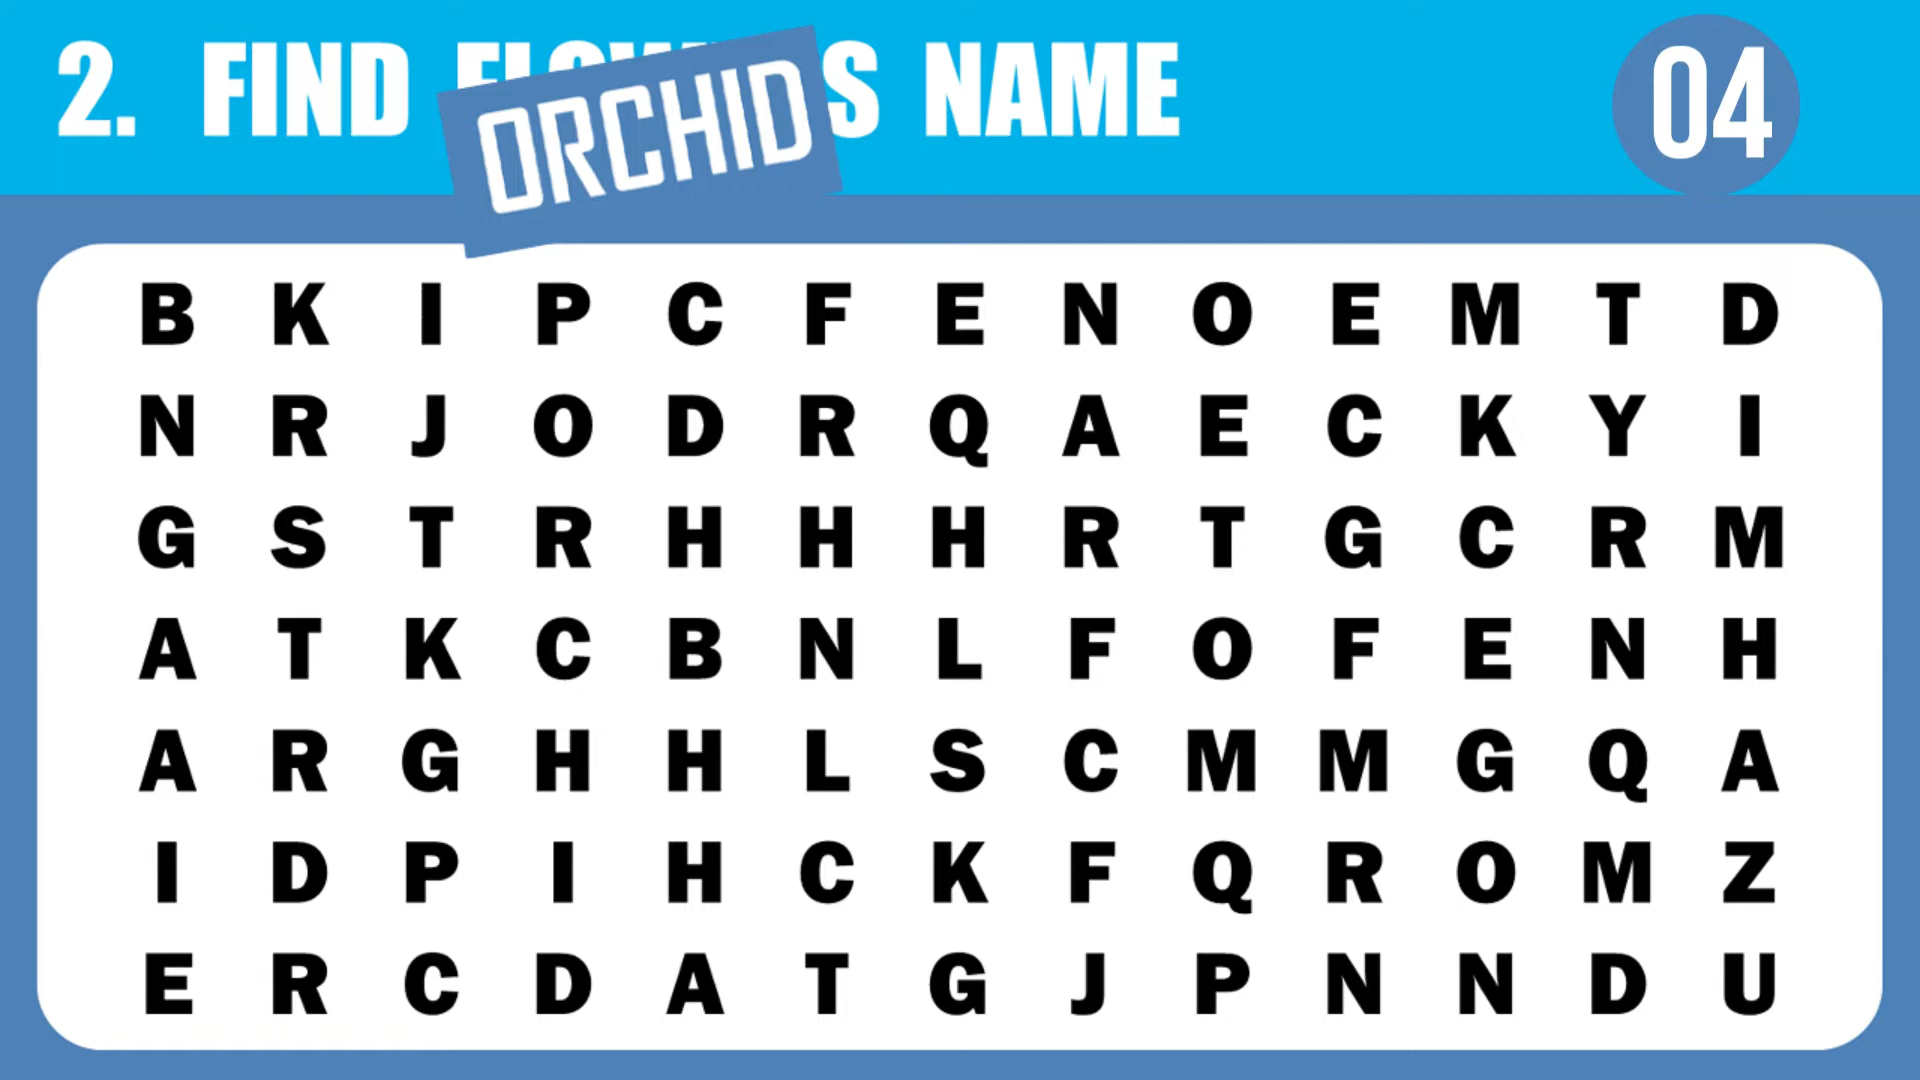 2. FIND S NAME
ORCHID
04
B K I P C F E N O E M T D
N R J O D R Q A E C K Y I
G S T R H H H R T G C R M
A T K C B N L F O F E N H
A R G H H L S C M M G Q A
I D P I H C K F Q R O M Z
E R C D A T G J P N N D U